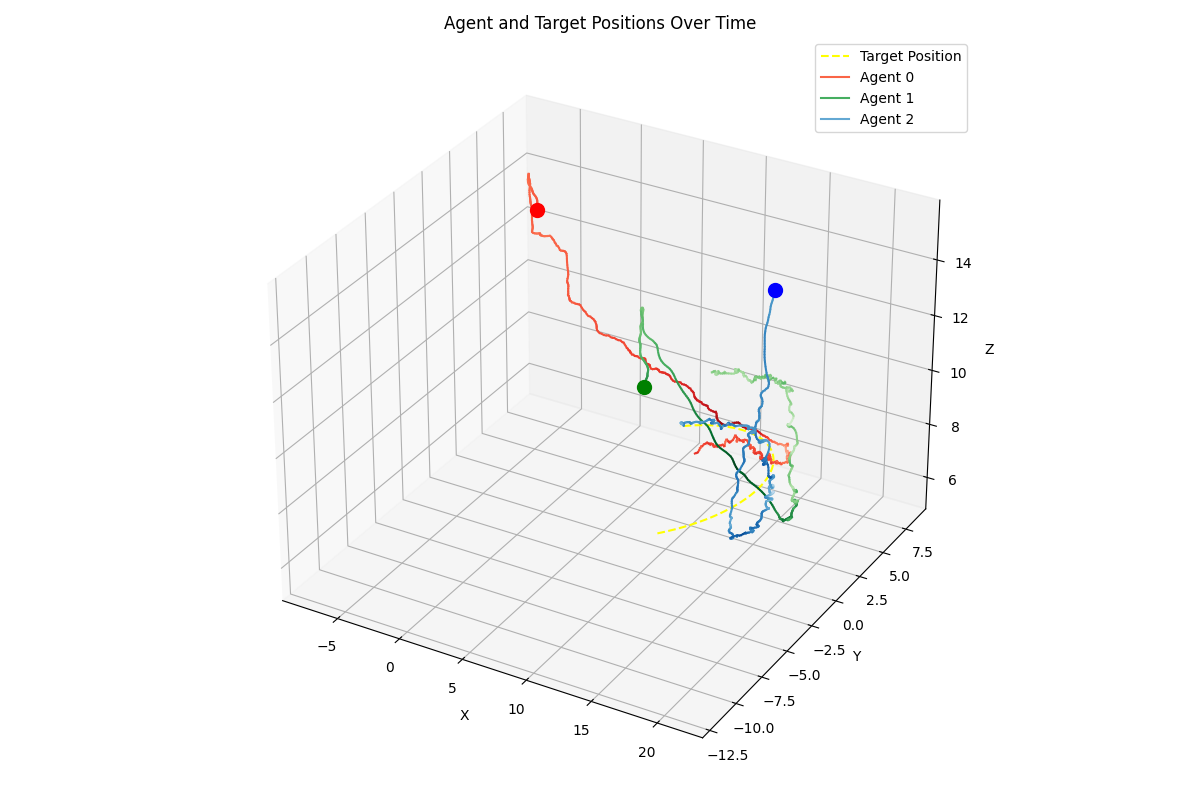 Agent and Target Positions Over Time
Target Position
Agent 0
Agent 1
Agent 2
14
12
Z
10
8
6
7.5
5.0
2.5
0.0
−2.5
Y
−5.0
−7.5
−10.0
−12.5
−5
0
5
10
15
20
X